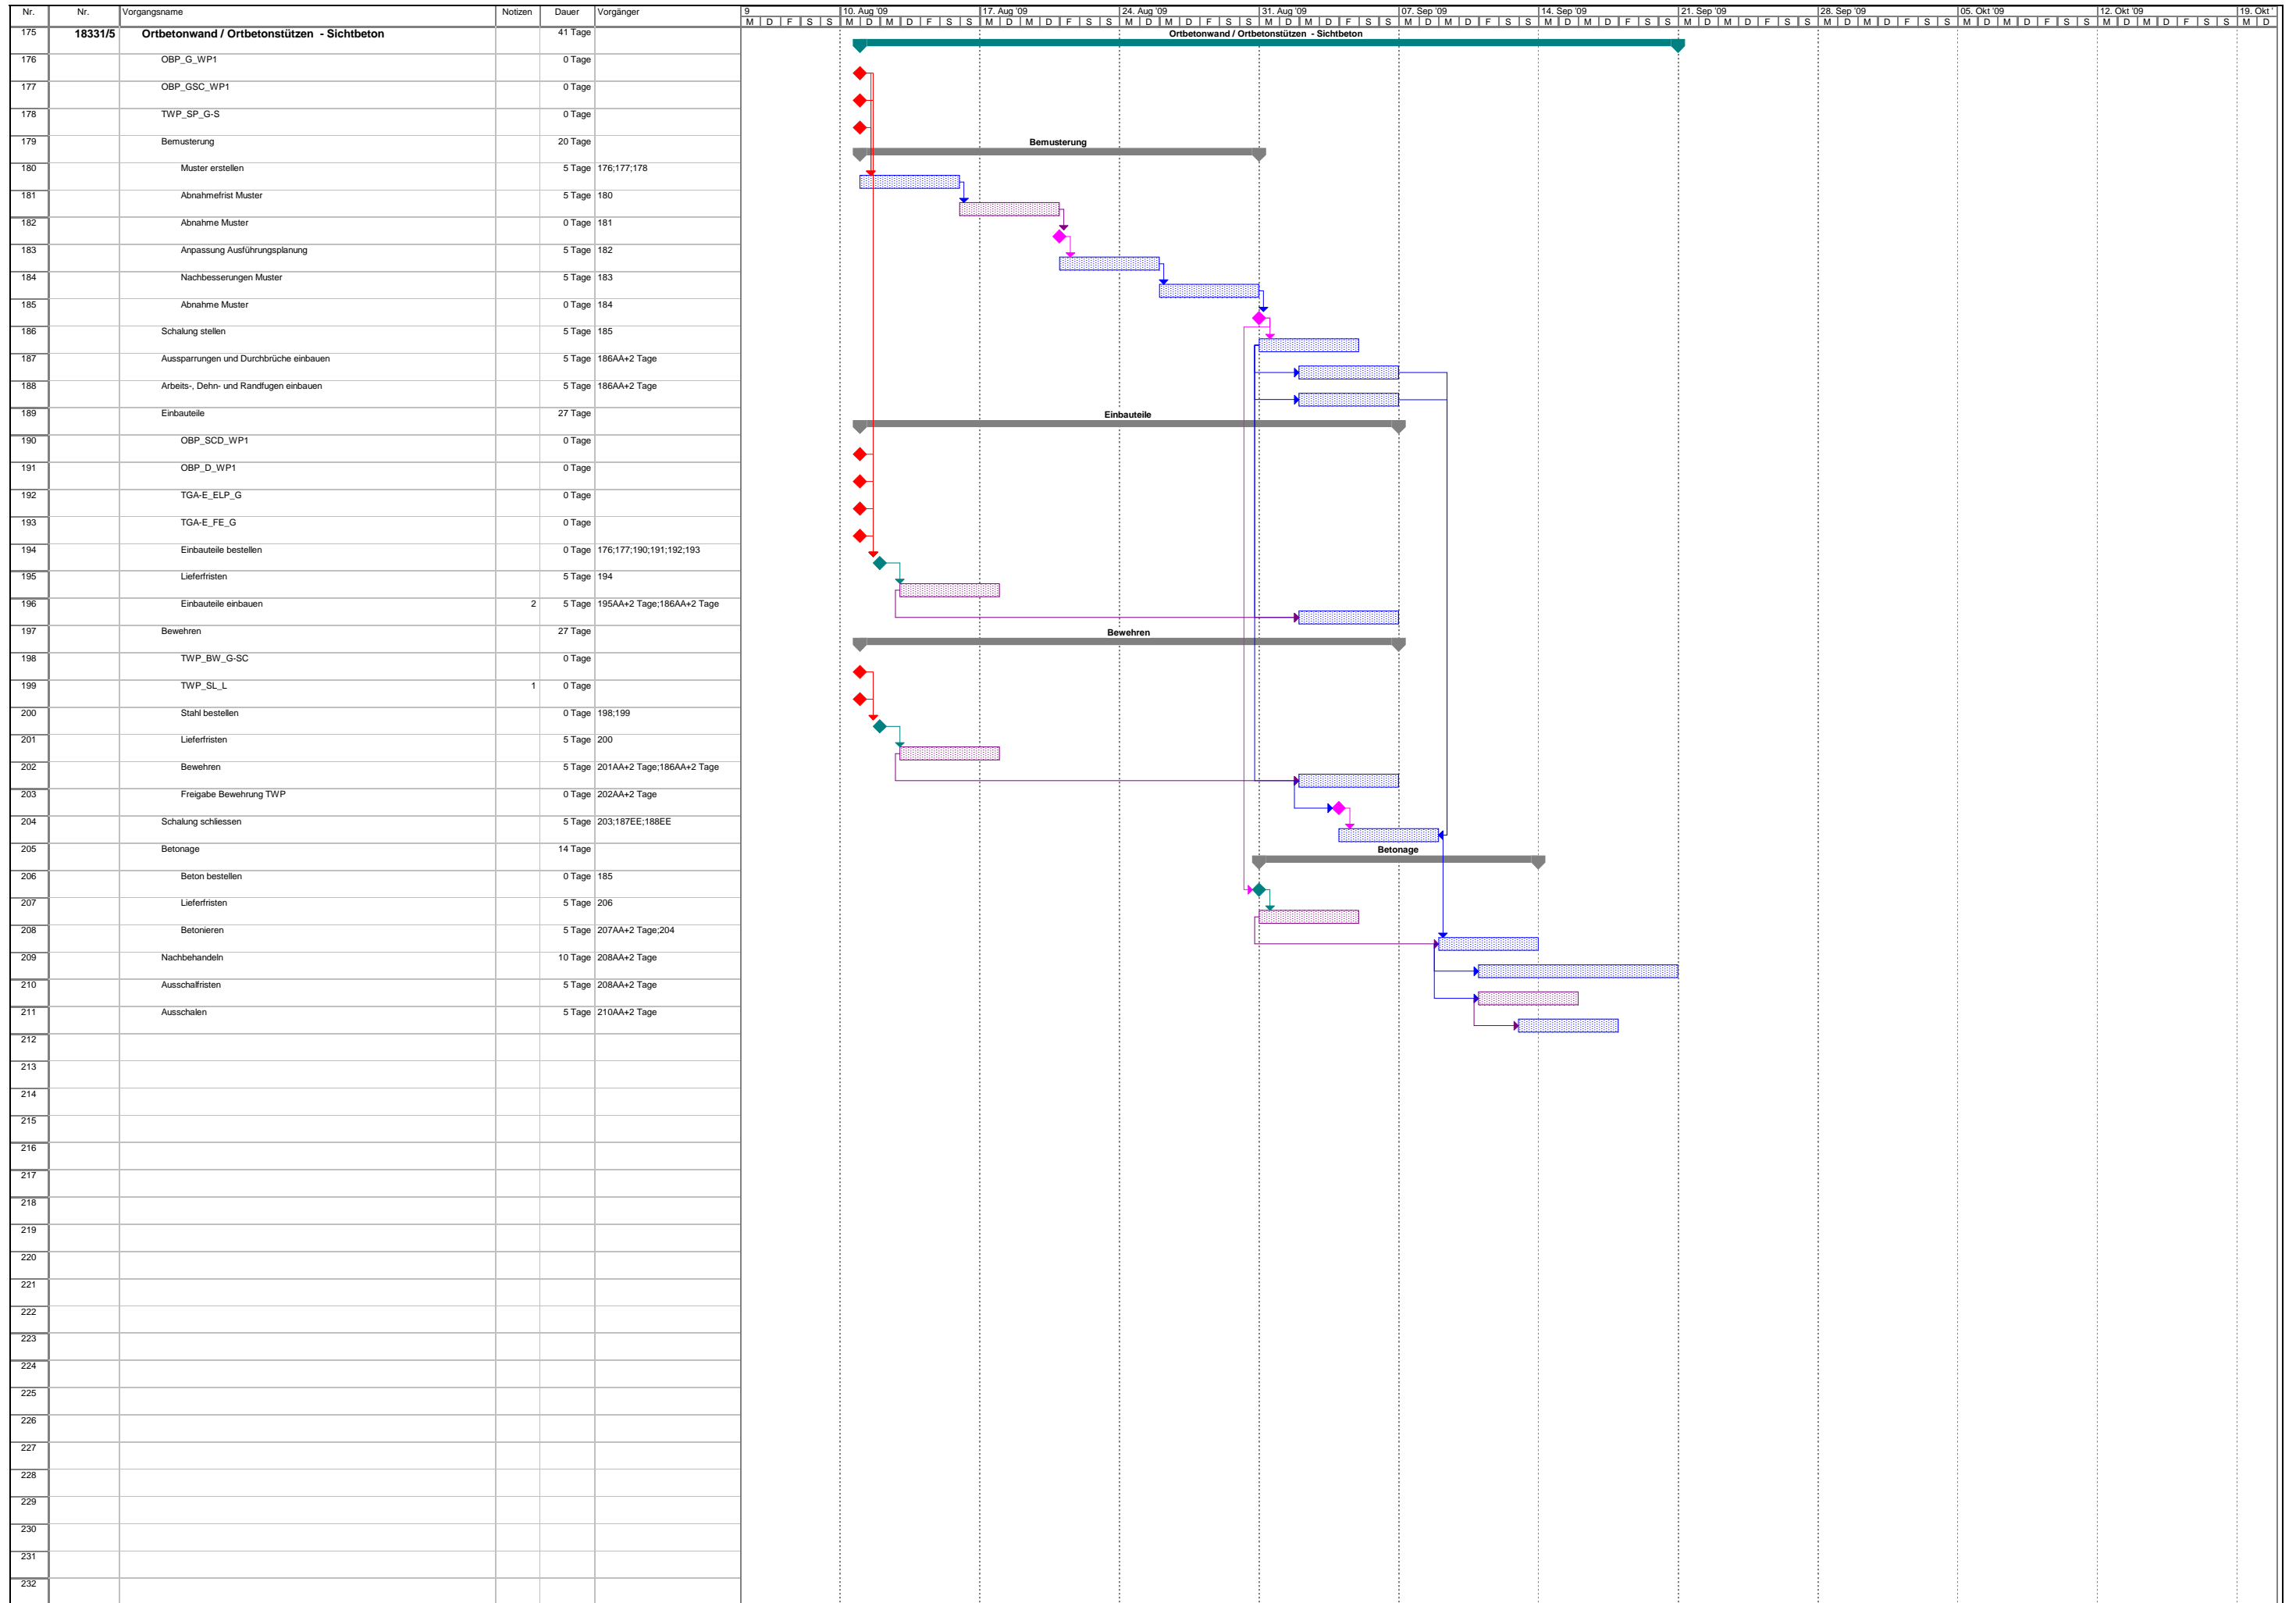 Nr. Nr. Vorgangsname Notizen Dauer Vorgänger 9 10. Aug '09 17. Aug '09 24. Aug '09 31. Aug '09 07. Sep '09 14. Sep '09 21. Sep '09 28. Sep '09 05. Okt '09 12. Okt '09 19. Okt '
M D F S S M D M D F S S M D M D F S S M D M D F S S M D M D F S S M D M D F S S M D M D F S S M D M D F S S M D M D F S S M D M D F S S M D M D F S S M D
175 18331/5 Ortbetonwand / Ortbetonstützen - Sichtbeton 41 Tage Ortbetonwand / Ortbetonstützen - Sichtbeton
176 OBP_G_WP1 0 Tage
177 OBP_GSC_WP1 0 Tage
178 TWP_SP_G-S 0 Tage
179 Bemusterung 20 Tage Bemusterung
180 Muster erstellen 5 Tage 176;177;178
181 Abnahmefrist Muster 5 Tage 180
182 Abnahme Muster 0 Tage 181
183 Anpassung Ausführungsplanung 5 Tage 182
184 Nachbesserungen Muster 5 Tage 183
185 Abnahme Muster 0 Tage 184
186 Schalung stellen 5 Tage 185
187 Aussparrungen und Durchbrüche einbauen 5 Tage 186AA+2 Tage
188 Arbeits-, Dehn- und Randfugen einbauen 5 Tage 186AA+2 Tage
189 Einbauteile 27 Tage Einbauteile
190 OBP_SCD_WP1 0 Tage
191 OBP_D_WP1 0 Tage
192 TGA-E_ELP_G 0 Tage
193 TGA-E_FE_G 0 Tage
194 Einbauteile bestellen 0 Tage 176;177;190;191;192;193
195 Lieferfristen 5 Tage 194
196 Einbauteile einbauen 2 5 Tage 195AA+2 Tage;186AA+2 Tage
197 Bewehren 27 Tage Bewehren
198 TWP_BW_G-SC 0 Tage
199 TWP_SL_L 1 0 Tage
200 Stahl bestellen 0 Tage 198;199
201 Lieferfristen 5 Tage 200
202 Bewehren 5 Tage 201AA+2 Tage;186AA+2 Tage
203 Freigabe Bewehrung TWP 0 Tage 202AA+2 Tage
204 Schalung schliessen 5 Tage 203;187EE;188EE
205 Betonage 14 Tage Betonage
206 Beton bestellen 0 Tage 185
207 Lieferfristen 5 Tage 206
208 Betonieren 5 Tage 207AA+2 Tage;204
209 Nachbehandeln 10 Tage 208AA+2 Tage
210 Ausschalfristen 5 Tage 208AA+2 Tage
211 Ausschalen 5 Tage 210AA+2 Tage
212
213
214
215
216
217
218
219
220
221
222
223
224
225
226
227
228
229
230
231
232